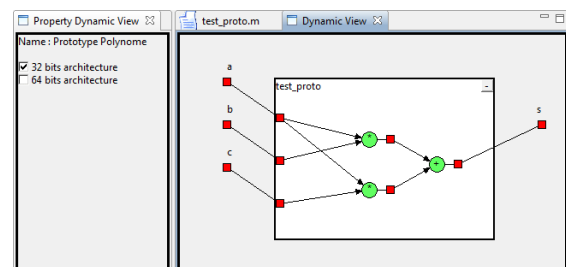 Property Dynamic View
test_proto.m
Dynamic View
Name : Prototype Polynome
32 bits architecture
64 bits architecture
a
b
c
test_proto
-
*
*
+
s